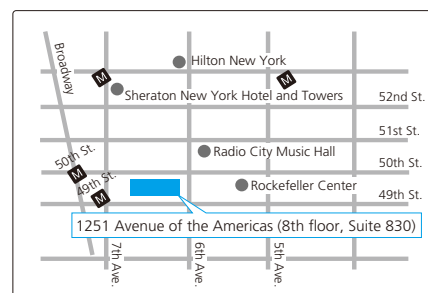 Broadway
Hilton New York
M
M
Sheraton New York Hotel and Towers
52nd St.
51st St.
50th St.
Radio City Music Hall
50th St.
M
49th St.
M
Rockefeller Center
49th St.
1251 Avenue of the Americas (8th floor, Suite 830)
7th Ave.
6th Ave.
5th Ave.